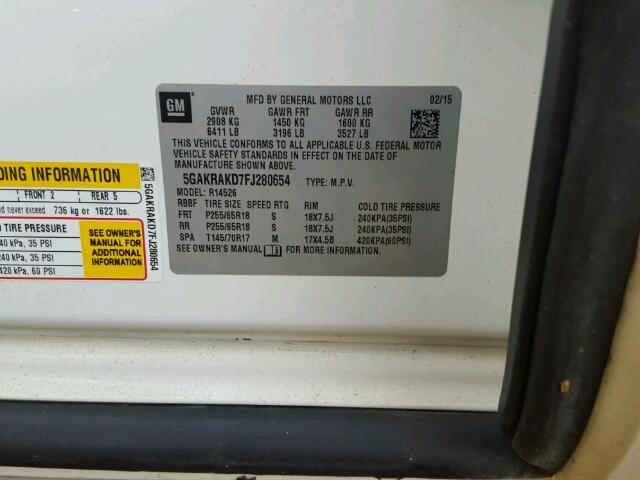 GM
MFD BY GENERAL MOTORS LLC 02/15
GVWR GAWR FRT GAWR RR
2908 KG 1450 KG 1600 KG
6411 LB 3196 LB 3527 LB
THIS VEHICLE CONFORMS TO ALL APPLICABLE U.S. FEDERAL MOTOR
VEHICLE SAFETY STANDARDS IN EFFECT ON THE DATE OF
MANUFACTURE SHOWN ABOVE.
5GAKRAKD7FJ280654 TYPE: M.P.V.
MODEL: R14526
RBBF TIRE SIZE SPEED RTG RIM
FRT P255/65R18 S 18X7.5J 240KPA(35PSI)
RR P255/65R18 S 18X7.5J 240KPA(35PSI)
SPA T145/70R17 M 17X4.5B 420KPA(60PSI)
SEE OWNER'S MANUAL FOR MORE INFORMATION
DING INFORMATION
FRONT 2 REAR 5
never exceed 736 kg or 1622 lbs.
TIRE PRESSURE
40 kPa, 35 PSI
240 kPa, 35 PSI
420 kPa, 60 PSI
SEE OWNER'S
MANUAL FOR
ADDITIONAL
INFORMATION
5GAKRAKD7FJ280654